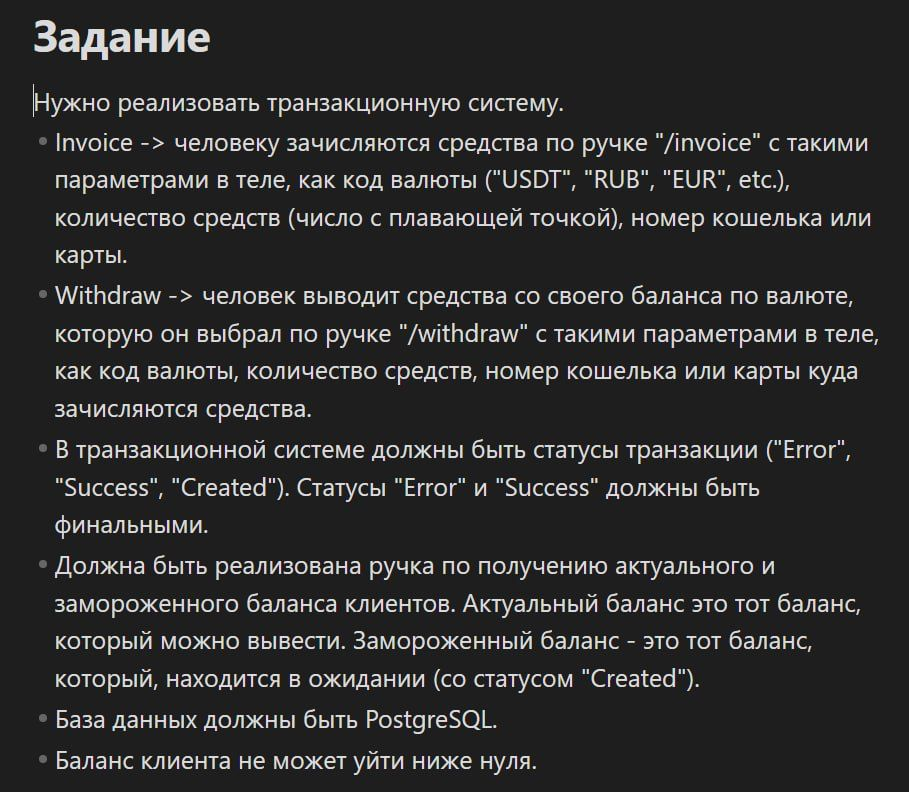 Задание
Нужно реализовать транзакционную систему.
Invoice -> человеку зачисляются средства по ручке "/invoice" с такими
параметрами в теле, как код валюты ("USDT", "RUB", "EUR", etc.),
количество средств (число с плавающей точкой), номер кошелька или
карты.
Withdraw -> человек выводит средства со своего баланса по валюте,
которую он выбрал по ручке "/withdraw" с такими параметрами в теле,
как код валюты, количество средств, номер кошелька или карты куда
зачисляются средства.
В транзакционной системе должны быть статусы транзакции ("Error",
"Success", "Created"). Статусы "Error" и "Success" должны быть
финальными.
Должна быть реализована ручка по получению актуального и
замороженного баланса клиентов. Актуальный баланс это тот баланс,
который можно вывести. Замороженный баланс - это тот баланс,
который, находится в ожидании (со статусом "Created").
База данных должны быть PostgreSQL.
Баланс клиента не может уйти ниже нуля.